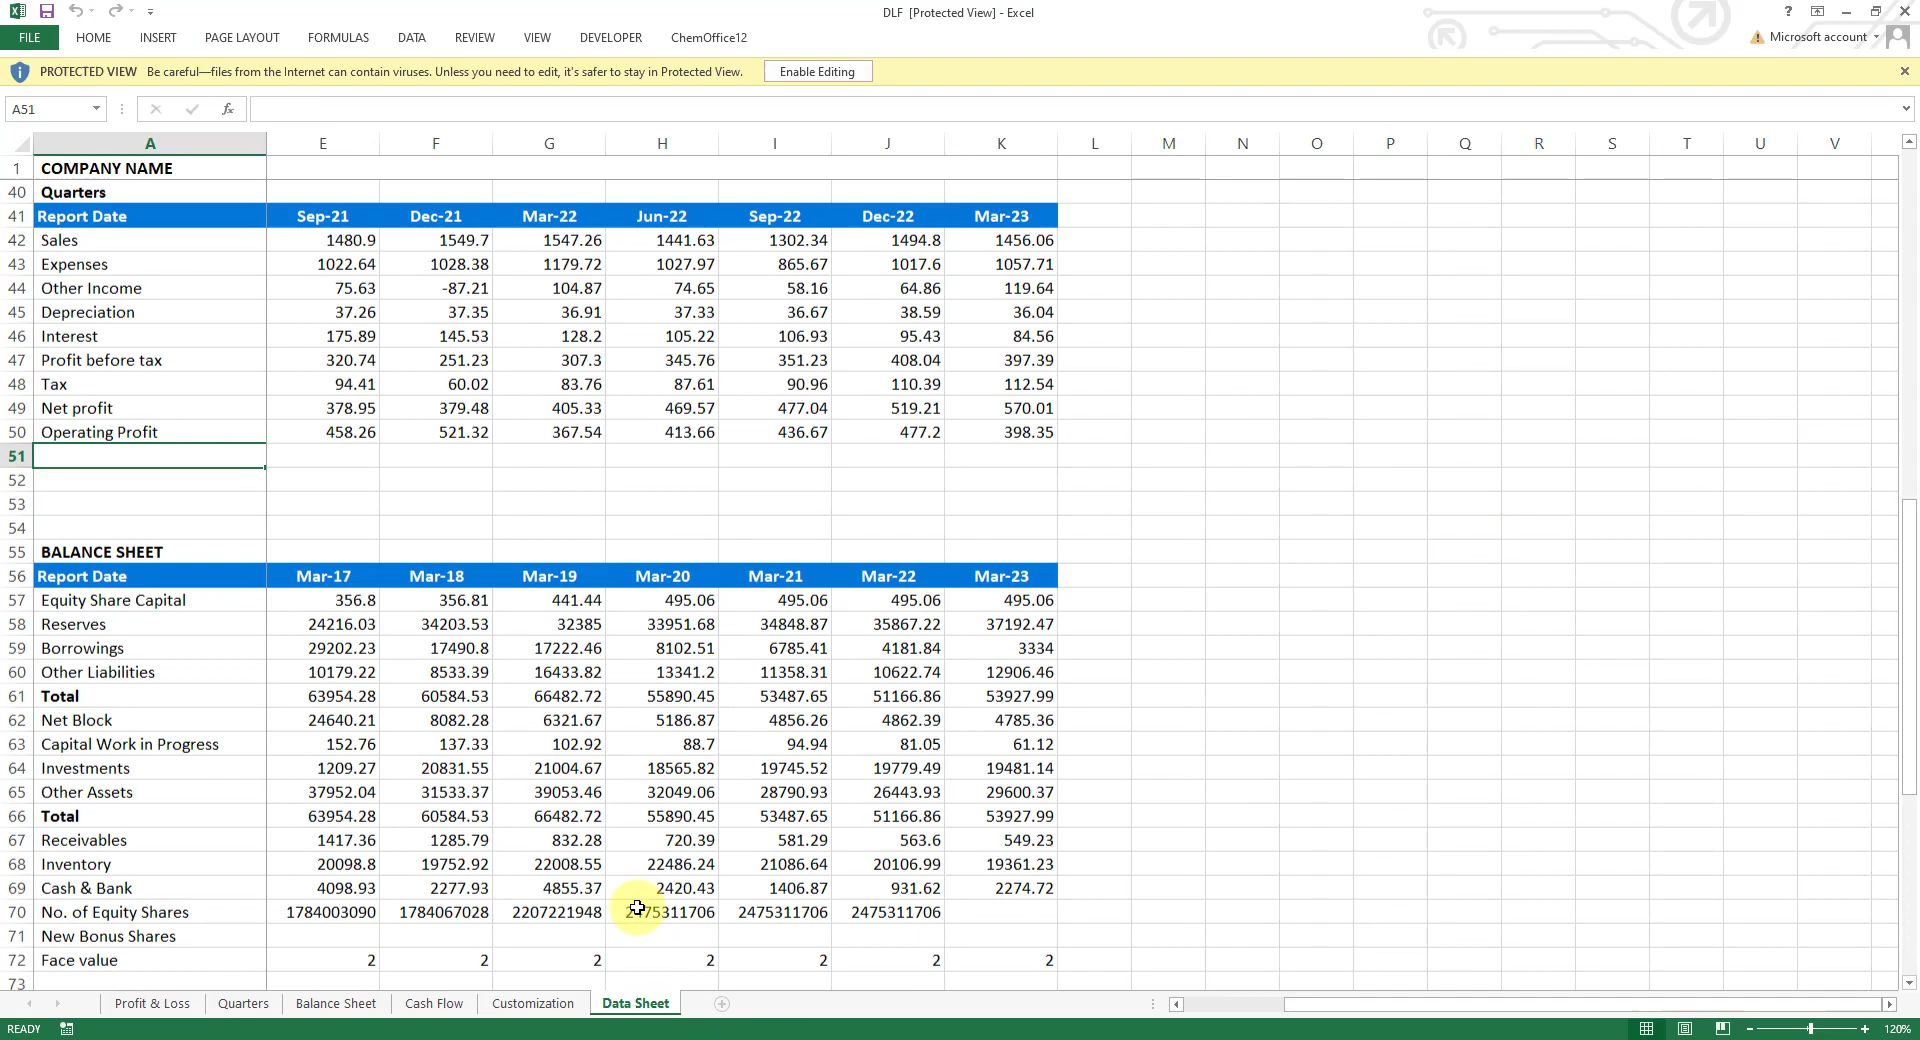 DLF [Protected View] - Excel
?
FILE HOME INSERT PAGE LAYOUT FORMULAS DATA REVIEW VIEW DEVELOPER ChemOffice12 Microsoft account
PROTECTED VIEW Be careful—files from the Internet can contain viruses. Unless you need to edit, it's safer to stay in Protected View. Enable Editing
A51 fx
A E F G H I J K L M N O P Q R S T U V
1 COMPANY NAME
40 Quarters
41 Report Date Sep-21 Dec-21 Mar-22 Jun-22 Sep-22 Dec-22 Mar-23
42 Sales 1480.9 1549.7 1547.26 1441.63 1302.34 1494.8 1456.06
43 Expenses 1022.64 1028.38 1179.72 1027.97 865.67 1017.6 1057.71
44 Other Income 75.63 -87.21 104.87 74.65 58.16 64.86 119.64
45 Depreciation 37.26 37.35 36.91 37.33 36.67 38.59 36.04
46 Interest 175.89 145.53 128.2 105.22 106.93 95.43 84.56
47 Profit before tax 320.74 251.23 307.3 345.76 351.23 408.04 397.39
48 Tax 94.41 60.02 83.76 87.61 90.96 110.39 112.54
49 Net profit 378.95 379.48 405.33 469.57 477.04 519.21 570.01
50 Operating Profit 458.26 521.32 367.54 413.66 436.67 477.2 398.35
51
52
53
54
55 BALANCE SHEET
56 Report Date Mar-17 Mar-18 Mar-19 Mar-20 Mar-21 Mar-22 Mar-23
57 Equity Share Capital 356.8 356.81 441.44 495.06 495.06 495.06 495.06
58 Reserves 24216.03 34203.53 32385 33951.68 34848.87 35867.22 37192.47
59 Borrowings 29202.23 17490.8 17222.46 8102.51 6785.41 4181.84 3334
60 Other Liabilities 10179.22 8533.39 16433.82 13341.2 11358.31 10622.74 12906.46
61 Total 63954.28 60584.53 66482.72 55890.45 53487.65 51166.86 53927.99
62 Net Block 24640.21 8082.28 6321.67 5186.87 4856.26 4862.39 4785.36
63 Capital Work in Progress 152.76 137.33 102.92 88.7 94.94 81.05 61.12
64 Investments 1209.27 20831.55 21004.67 18565.82 19745.52 19779.49 19481.14
65 Other Assets 37952.04 31533.37 39053.46 32049.06 28790.93 26443.93 29600.37
66 Total 63954.28 60584.53 66482.72 55890.45 53487.65 51166.86 53927.99
67 Receivables 1417.36 1285.79 832.28 720.39 581.29 563.6 549.23
68 Inventory 20098.8 19752.92 22008.55 22486.24 21086.64 20106.99 19361.23
69 Cash & Bank 4098.93 2277.93 4855.37 2420.43 1406.87 931.62 2274.72
70 No. of Equity Shares 1784003090 1784067028 2207221948 2475311706 2475311706 2475311706
71 New Bonus Shares
72 Face value 2 2 2 2 2 2 2
73
Profit & Loss Quarters Balance Sheet Cash Flow Customization Data Sheet
READY 120%